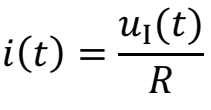 i(t) = u_I(t) / R